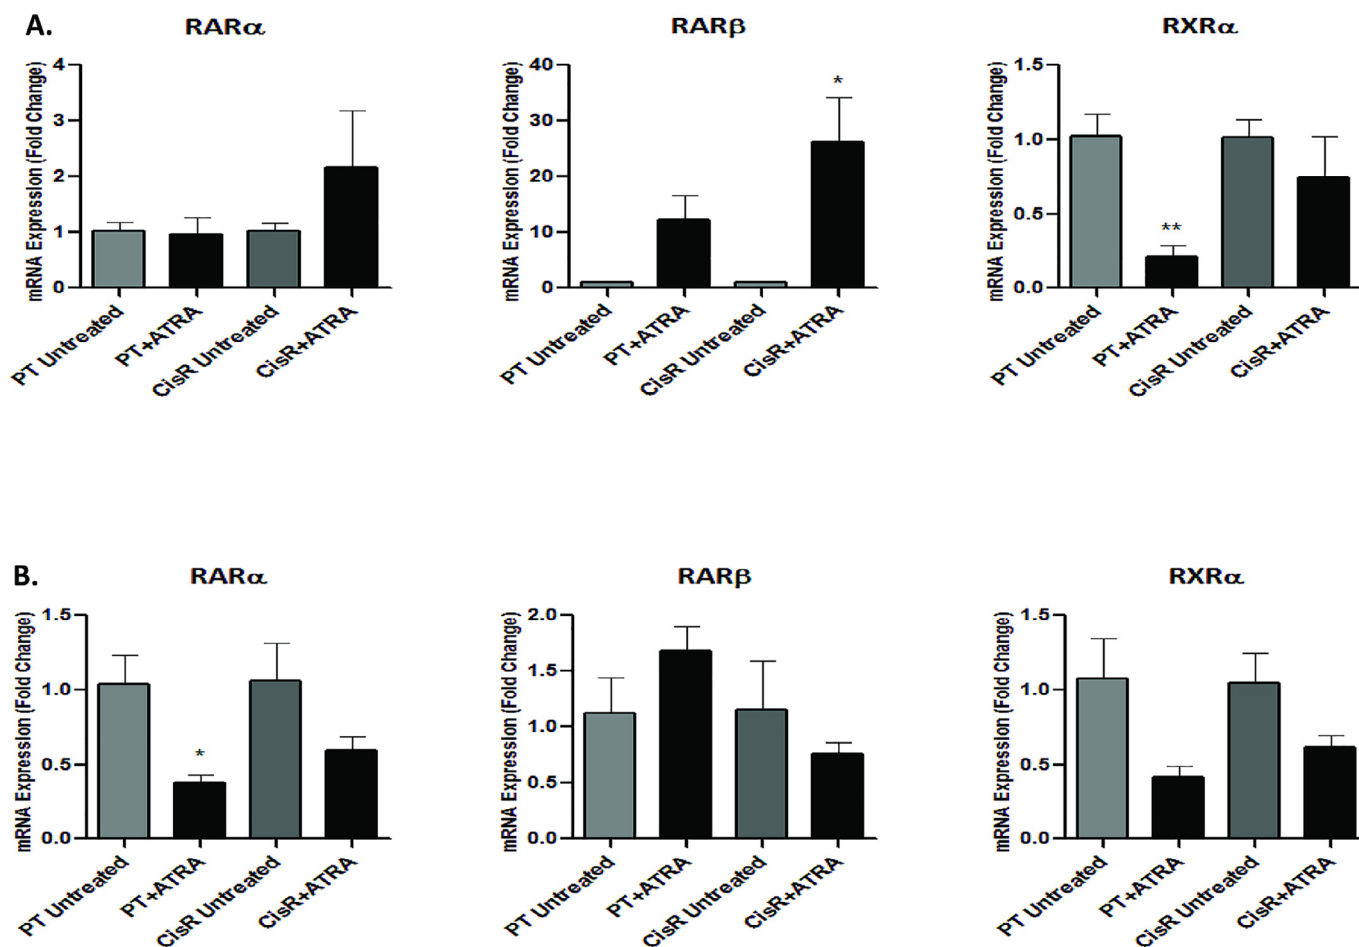 A.
RARα
mRNA Expression (Fold Change)
4
3
2
1
0
PT Untreated
PT+ATRA
CisR Untreated
CisR+ATRA
RARβ
mRNA Expression (Fold Change)
40
30
20
10
0
*
PT Untreated
PT+ATRA
CisR Untreated
CisR+ATRA
RXRα
mRNA Expression (Fold Change)
1.5
1.0
0.5
0.0
**
PT Untreated
PT+ATRA
CisR Untreated
CisR+ATRA
B.
RARα
mRNA Expression (Fold Change)
1.5
1.0
0.5
0.0
*
PT Untreated
PT+ATRA
CisR Untreated
CisR+ATRA
RARβ
mRNA Expression (Fold Change)
2.0
1.5
1.0
0.5
0.0
PT Untreated
PT+ATRA
CisR Untreated
CisR+ATRA
RXRα
mRNA Expression (Fold Change)
1.5
1.0
0.5
0.0
PT Untreated
PT+ATRA
CisR Untreated
CisR+ATRA